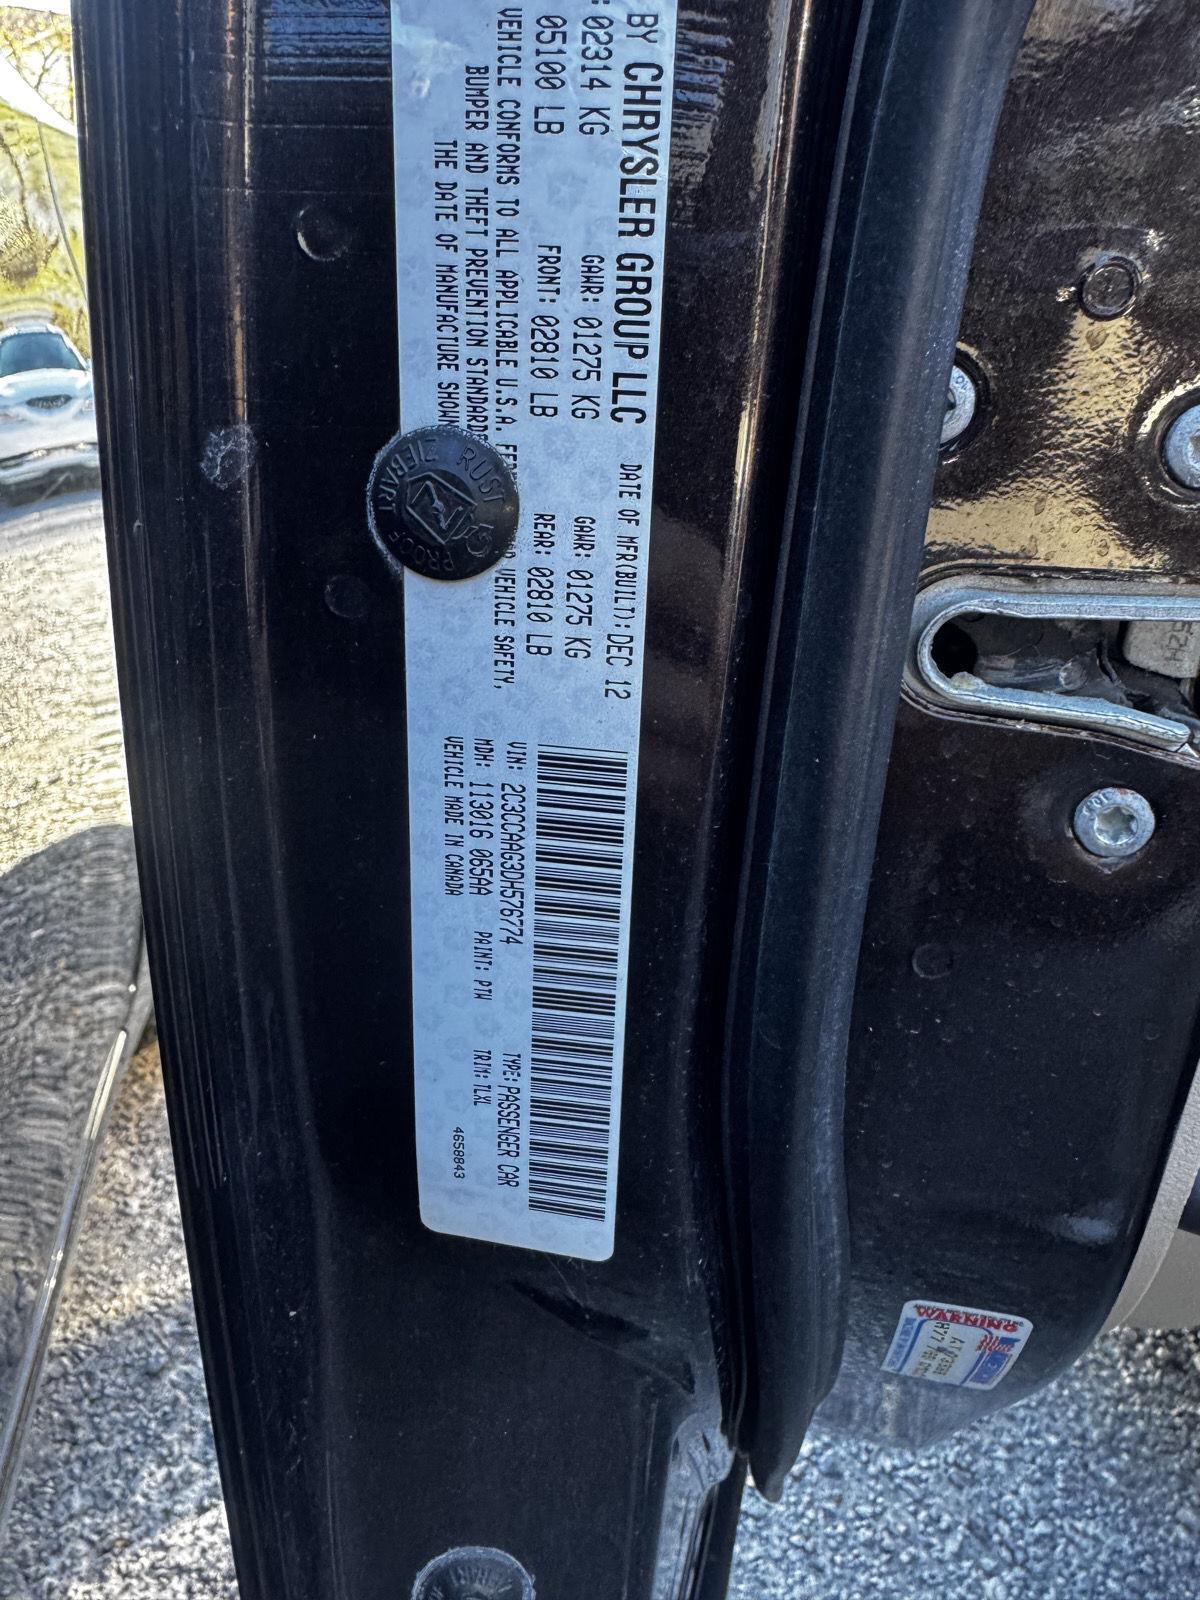 BY CHRYSLER GROUP LLC DATE OF MFR(BUILT): DEC 12
: 02314 KG GAWR: 01275 KG GAWR: 01275 KG
05100 LB FRONT: 02810 LB REAR: 02810 LB
VEHICLE CONFORMS TO ALL APPLICABLE U.S.A. VEHICLE SAFETY,
BUMPER AND THEFT PREVENTION STANDARDS
THE DATE OF MANUFACTURE SHOWN
VIN: 2C3CCAAG3DH576774 TYPE: PASSENGER CAR
MDH: 113016 065AA PAINT: PTW TRIM: TLXL
VEHICLE MADE IN CANADA 4658843
ZIEBART RUST PROOF
WARNING